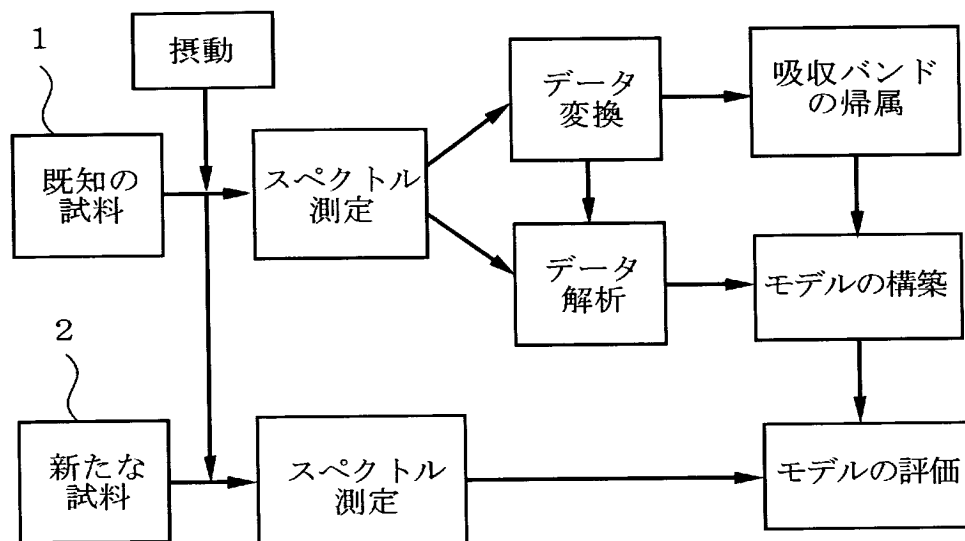 1
摂動
既知の
試料
スペクトル
測定
データ
変換
吸収バンド
の帰属
データ
解析
モデルの構築
2
新たな
試料
スペクトル
測定
モデルの評価